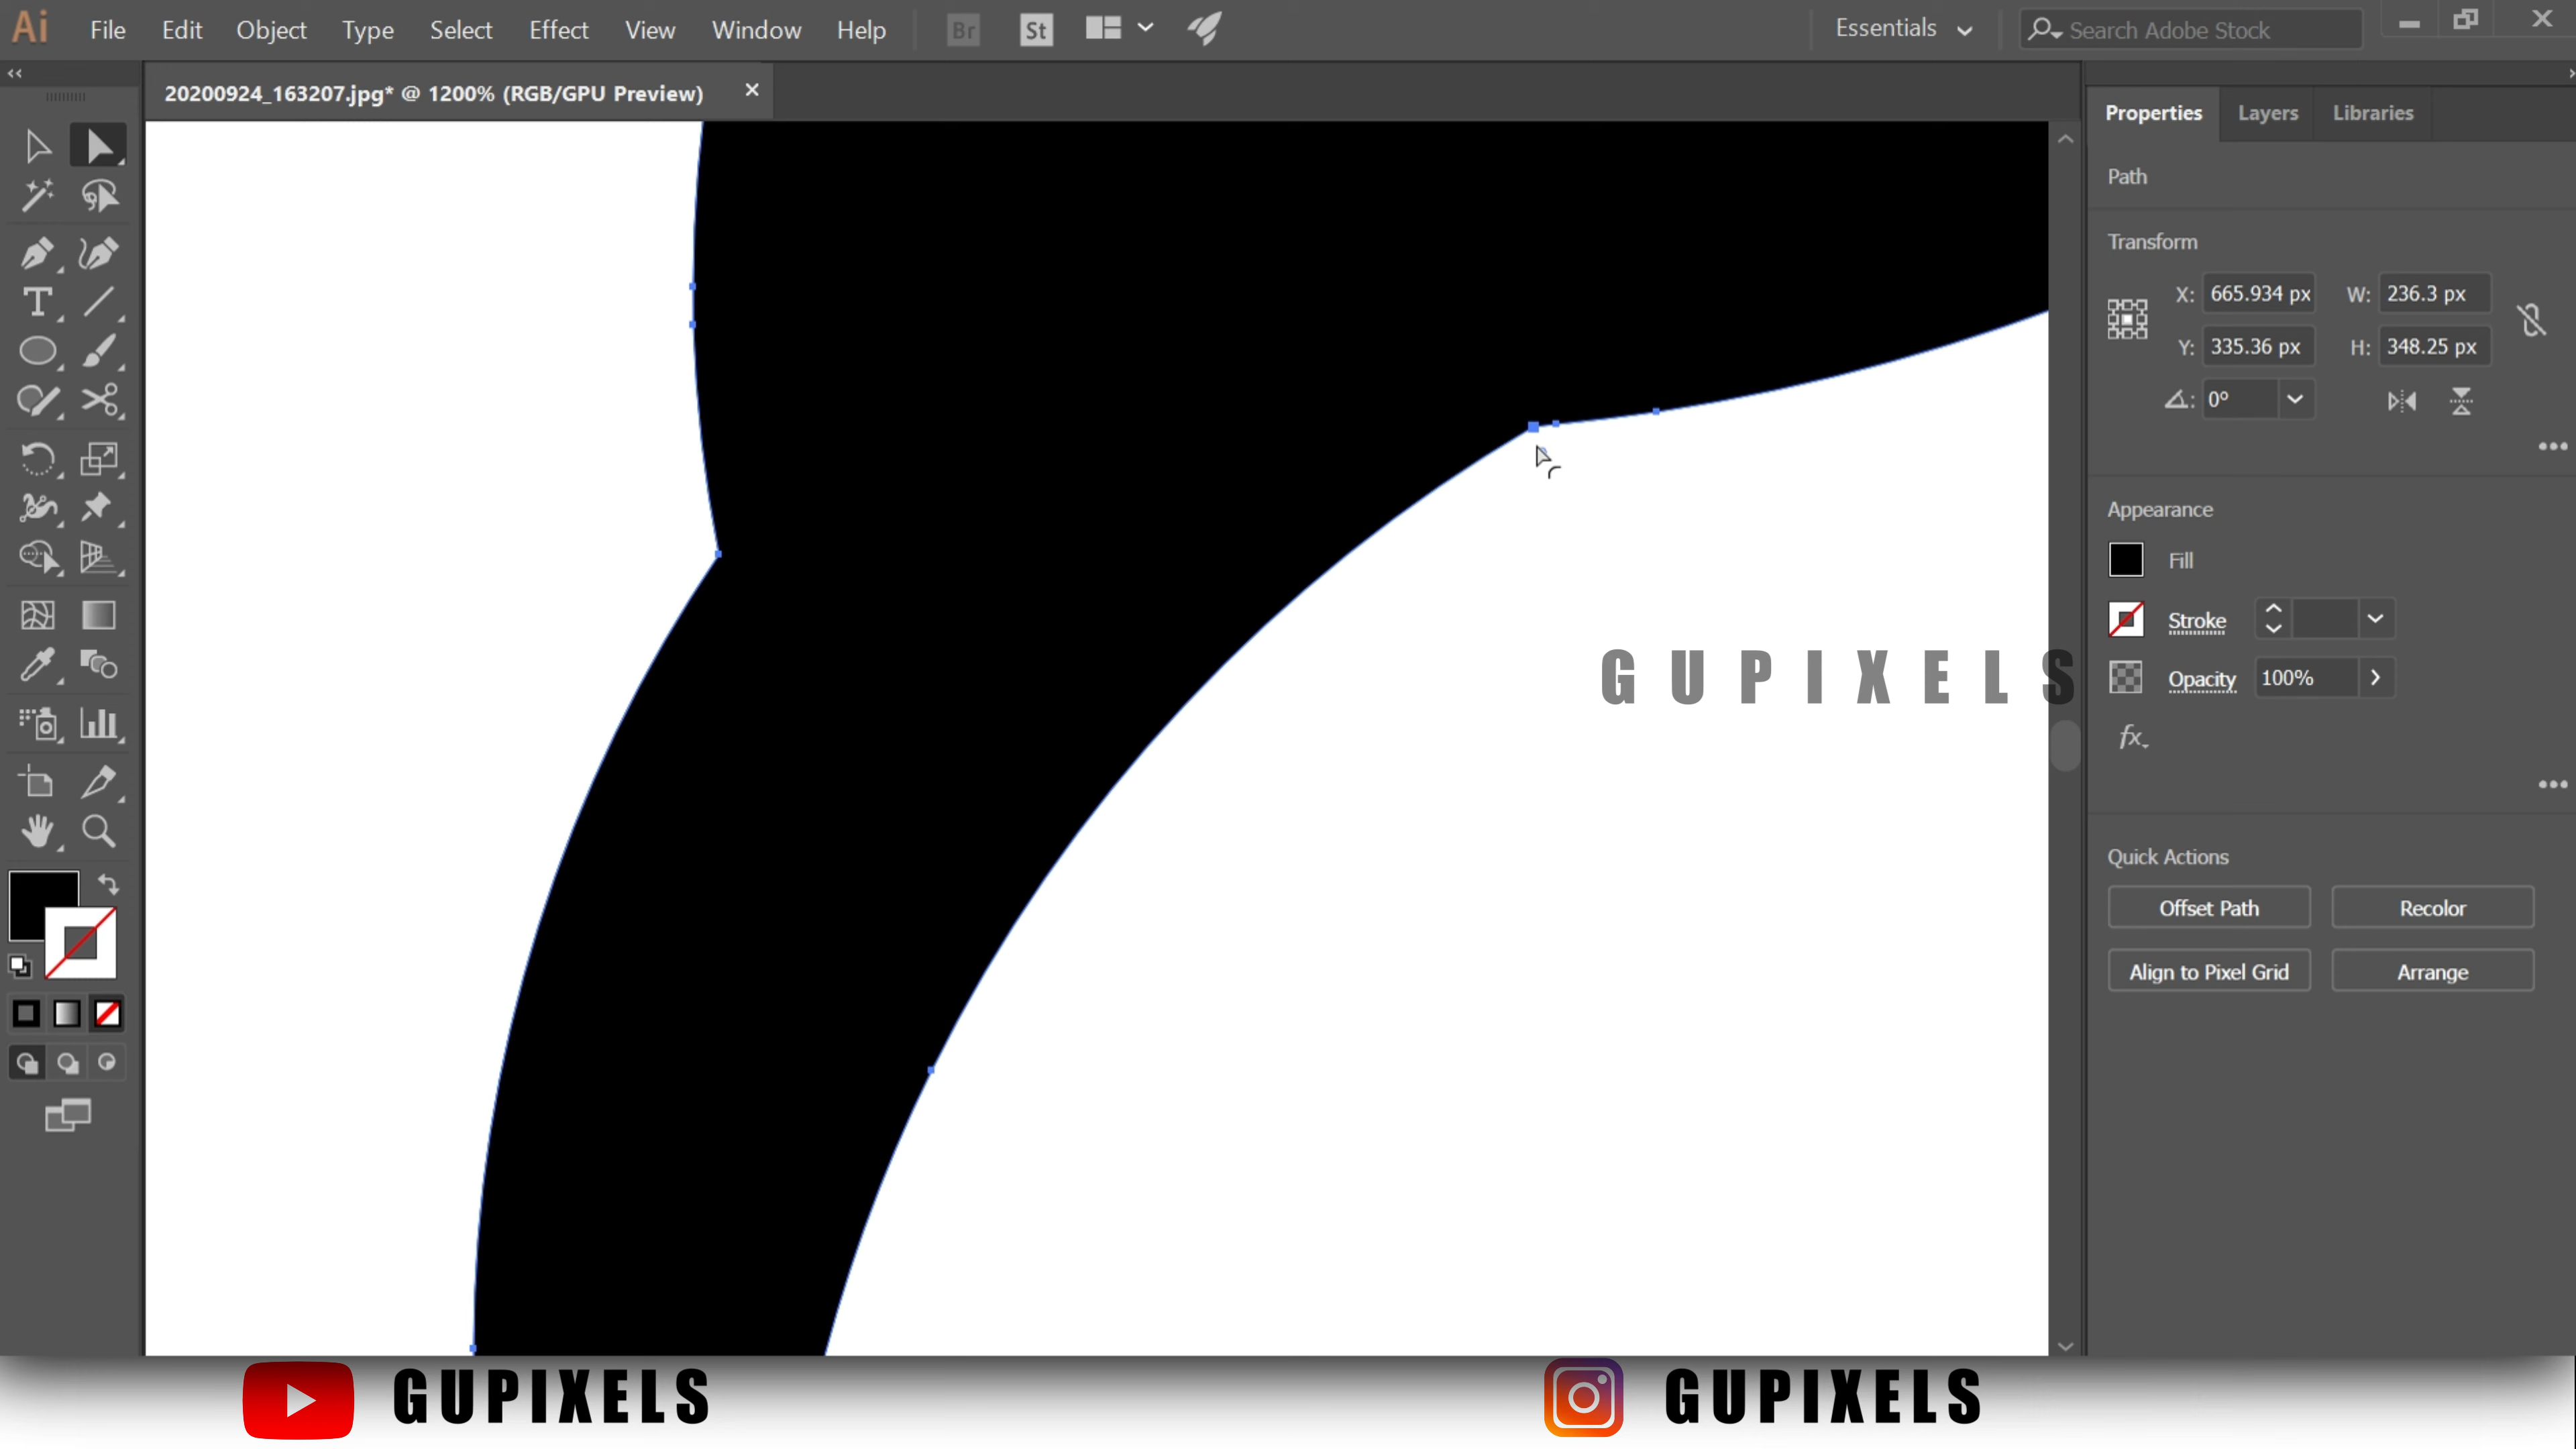 Ai File Edit Object Type Select Effect View Window Help Br St Essentials Search Adobe Stock
20200924_163207.jpg* @ 1200% (RGB/GPU Preview)
Properties Layers Libraries
Path
Transform
X: 665.934 px W: 236.3 px
Y: 335.36 px H: 348.25 px
0°
Appearance
Fill
Stroke
Opacity 100%
fx
Quick Actions
Offset Path Recolor
Align to Pixel Grid Arrange
GUPIXELS
GUPIXELS GUPIXELS